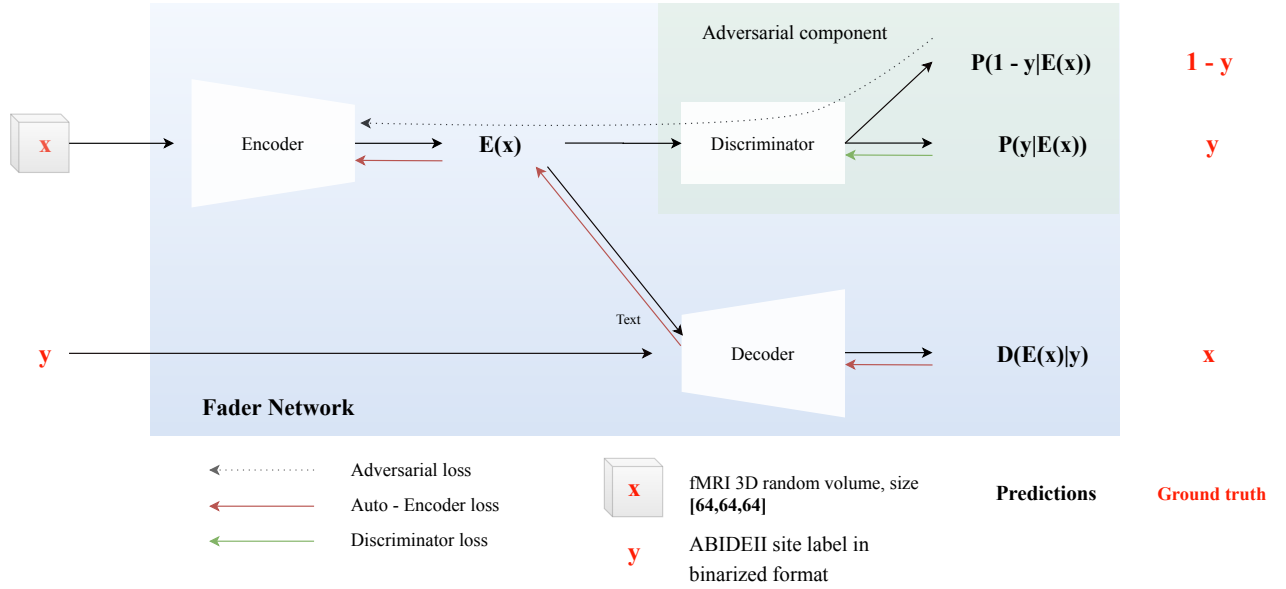 Adversarial component
P(1 - y|E(x))
1 - y
x
Encoder
E(x)
Discriminator
P(y|E(x))
y
Text
y
Decoder
D(E(x)|y)
x
Fader Network
Adversarial loss
Auto - Encoder loss
Discriminator loss
x
fMRI 3D random volume, size
[64,64,64]
y
ABIDEII site label in
binarized format
Predictions
Ground truth